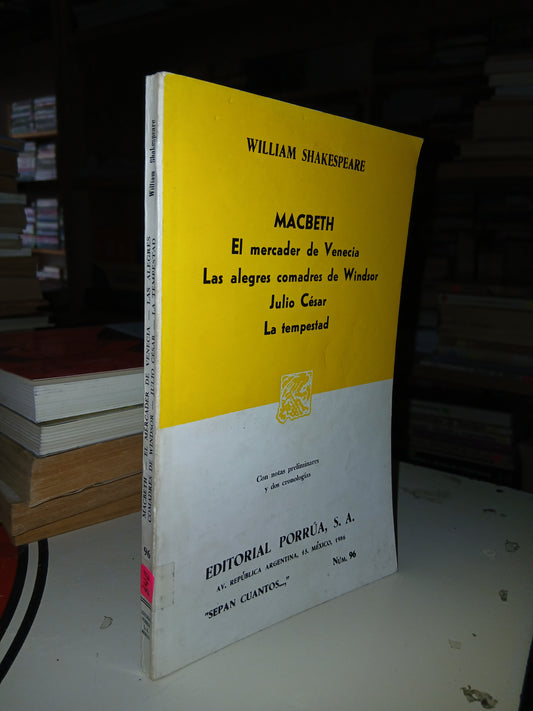 WILLIAM SHAKESPEARE
MACBETH
El mercader de Venecia
Las alegres comadres de Windsor
Julio César
La tempestad
Con notas preliminares
y dos cronologías
EDITORIAL PORRÚA, S. A.
AV. REPÚBLICA ARGENTINA, 15, MÉXICO, 1986
"SEPAN CUANTOS...," NÚM. 96
William Shakespeare
MACBETH — EL MERCADER DE VENECIA — LAS ALEGRES
COMADRES DE WINDSOR — JULIO CÉSAR — LA TEMPESTAD
96